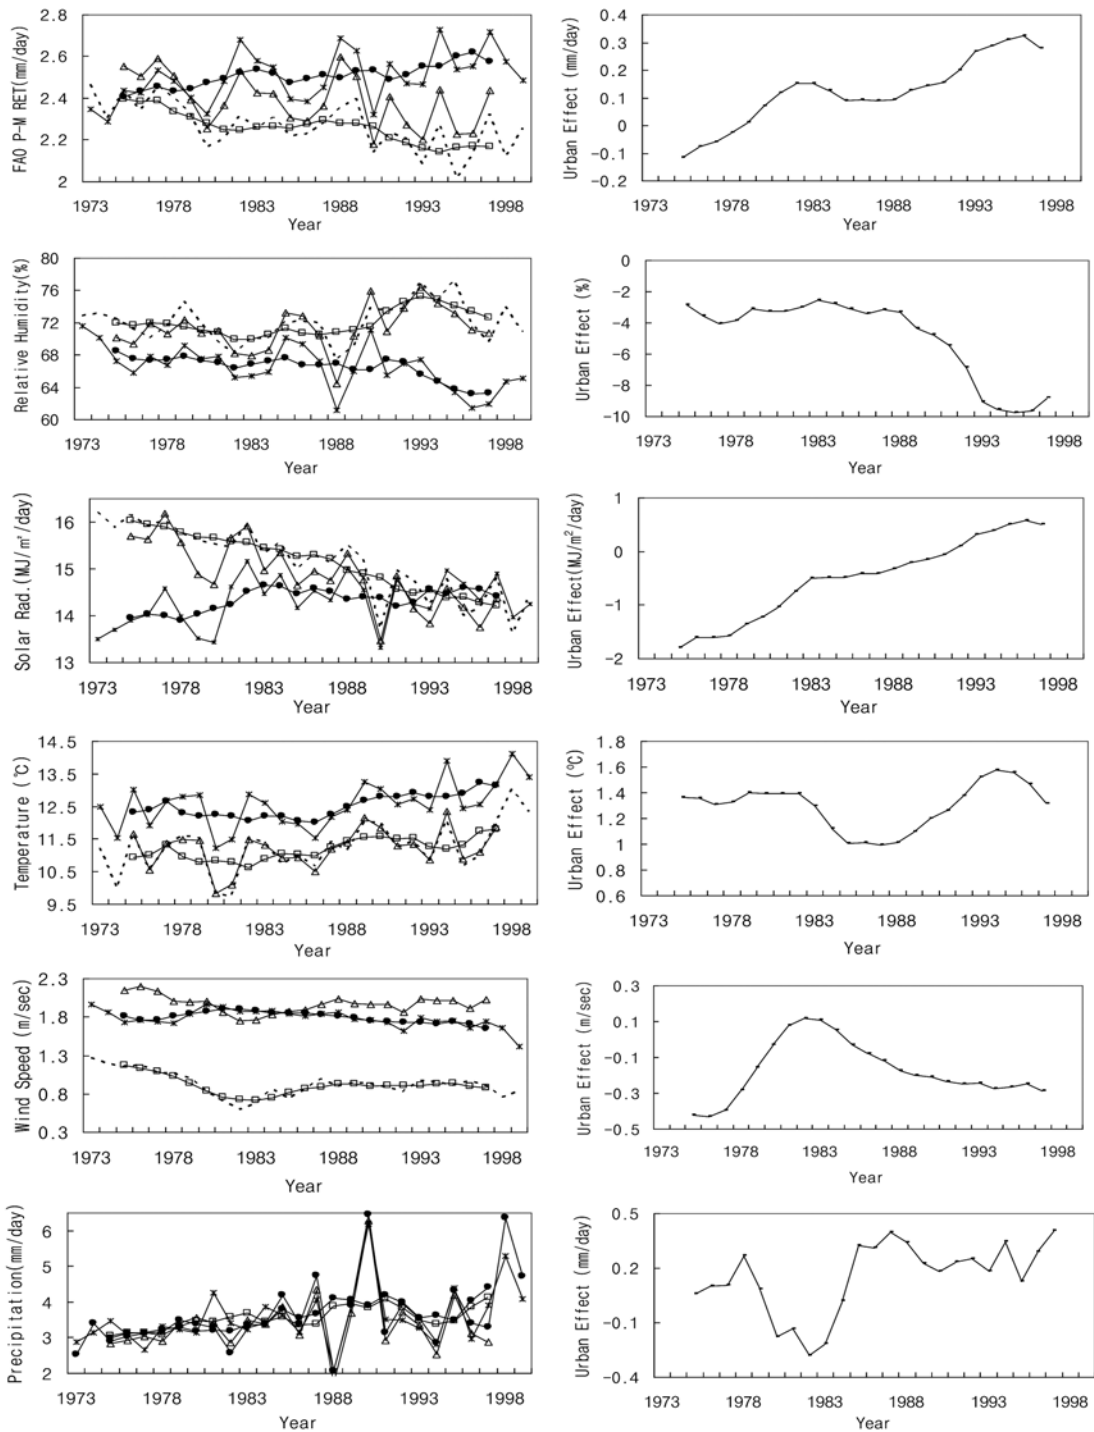 FAO P-M RET(mm/day)
2.8
2.6
2.4
2.2
2
1973 1978 1983 1988 1993 1998
Year
Urban Effect (mm/day)
0.4
0.3
0.2
0.1
0
-0.1
-0.2
1973 1978 1983 1988 1993 1998
Year
Relative Humidity(%)
80
76
72
68
64
60
1973 1978 1983 1988 1993 1998
Year
Urban Effect (%)
0
-2
-4
-6
-8
-10
1973 1978 1983 1988 1993 1998
Year
Solar Rad.(MJ/㎡/day)
16
15
14
13
1973 1978 1983 1988 1993 1998
Year
Urban Effect(MJ/m²/day)
1
0
-1
-2
1973 1978 1983 1988 1993 1998
Year
Temperature (℃)
14.5
13.5
12.5
11.5
10.5
9.5
1973 1978 1983 1988 1993 1998
Year
Urban Effect (ºC)
1.8
1.6
1.4
1.2
1
0.8
0.6
1973 1978 1983 1988 1993 1998
Year
Wind Speed (m/sec)
2.3
1.8
1.3
0.8
0.3
1973 1978 1983 1988 1993 1998
Year
Urban Effect (m/sec)
0.3
0.1
-0.1
-0.3
-0.5
1973 1978 1983 1988 1993 1998
Year
Precipitation(mm/day)
6
5
4
3
2
1973 1978 1983 1988 1993 1998
Year
Urban Effect (mm/day)
0.5
0.2
-0.1
-0.4
1973 1978 1983 1988 1993 1998
Year